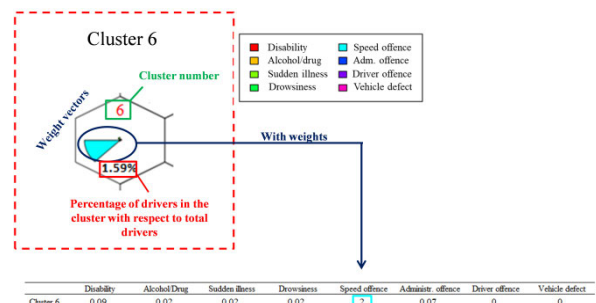 Cluster 6
Disability
Alcohol/drug
Sudden illness
Drowsiness
Speed offence
Adm. offence
Driver offence
Vehicle defect
Cluster number
6
Weight vectors
With weights
1.59%
Percentage of drivers in the
cluster with respect to total
drivers
Disability Alcohol/Drug Sudden illness Drowsiness Speed offence Administr. offence Driver offence Vehicle defect
Cluster 6 0.09 0.02 0.02 0.02 2 0.07 0 0